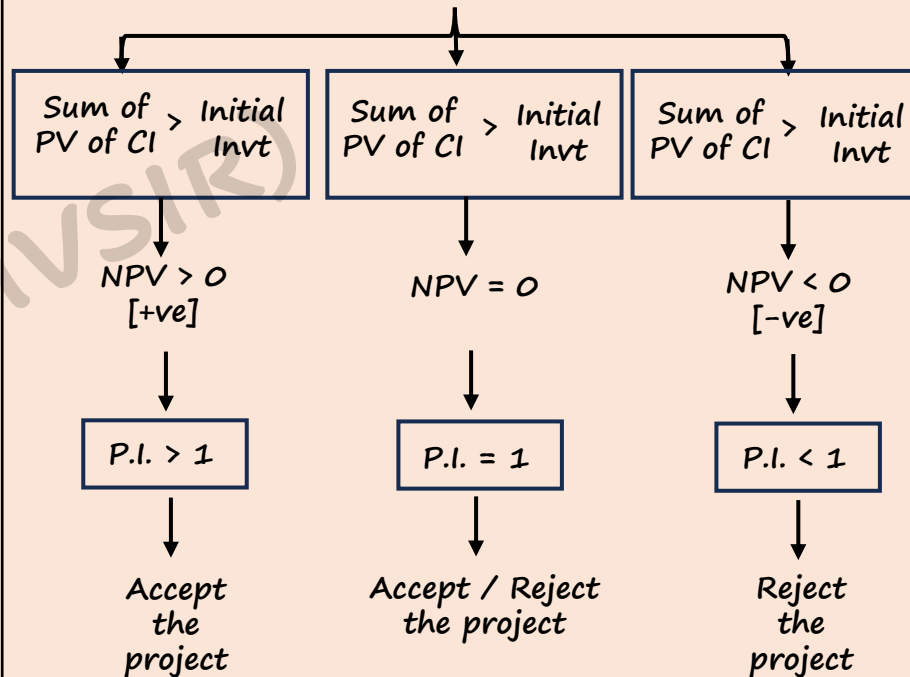 Sum of PV of CI > Initial Invt
Sum of PV of CI > Initial Invt
Sum of PV of CI > Initial Invt
NPV > 0
[+ve]
NPV = 0
NPV < 0
[-ve]
P.I. > 1
P.I. = 1
P.I. < 1
Accept
the
project
Accept / Reject
the project
Reject
the
project
VSIR)